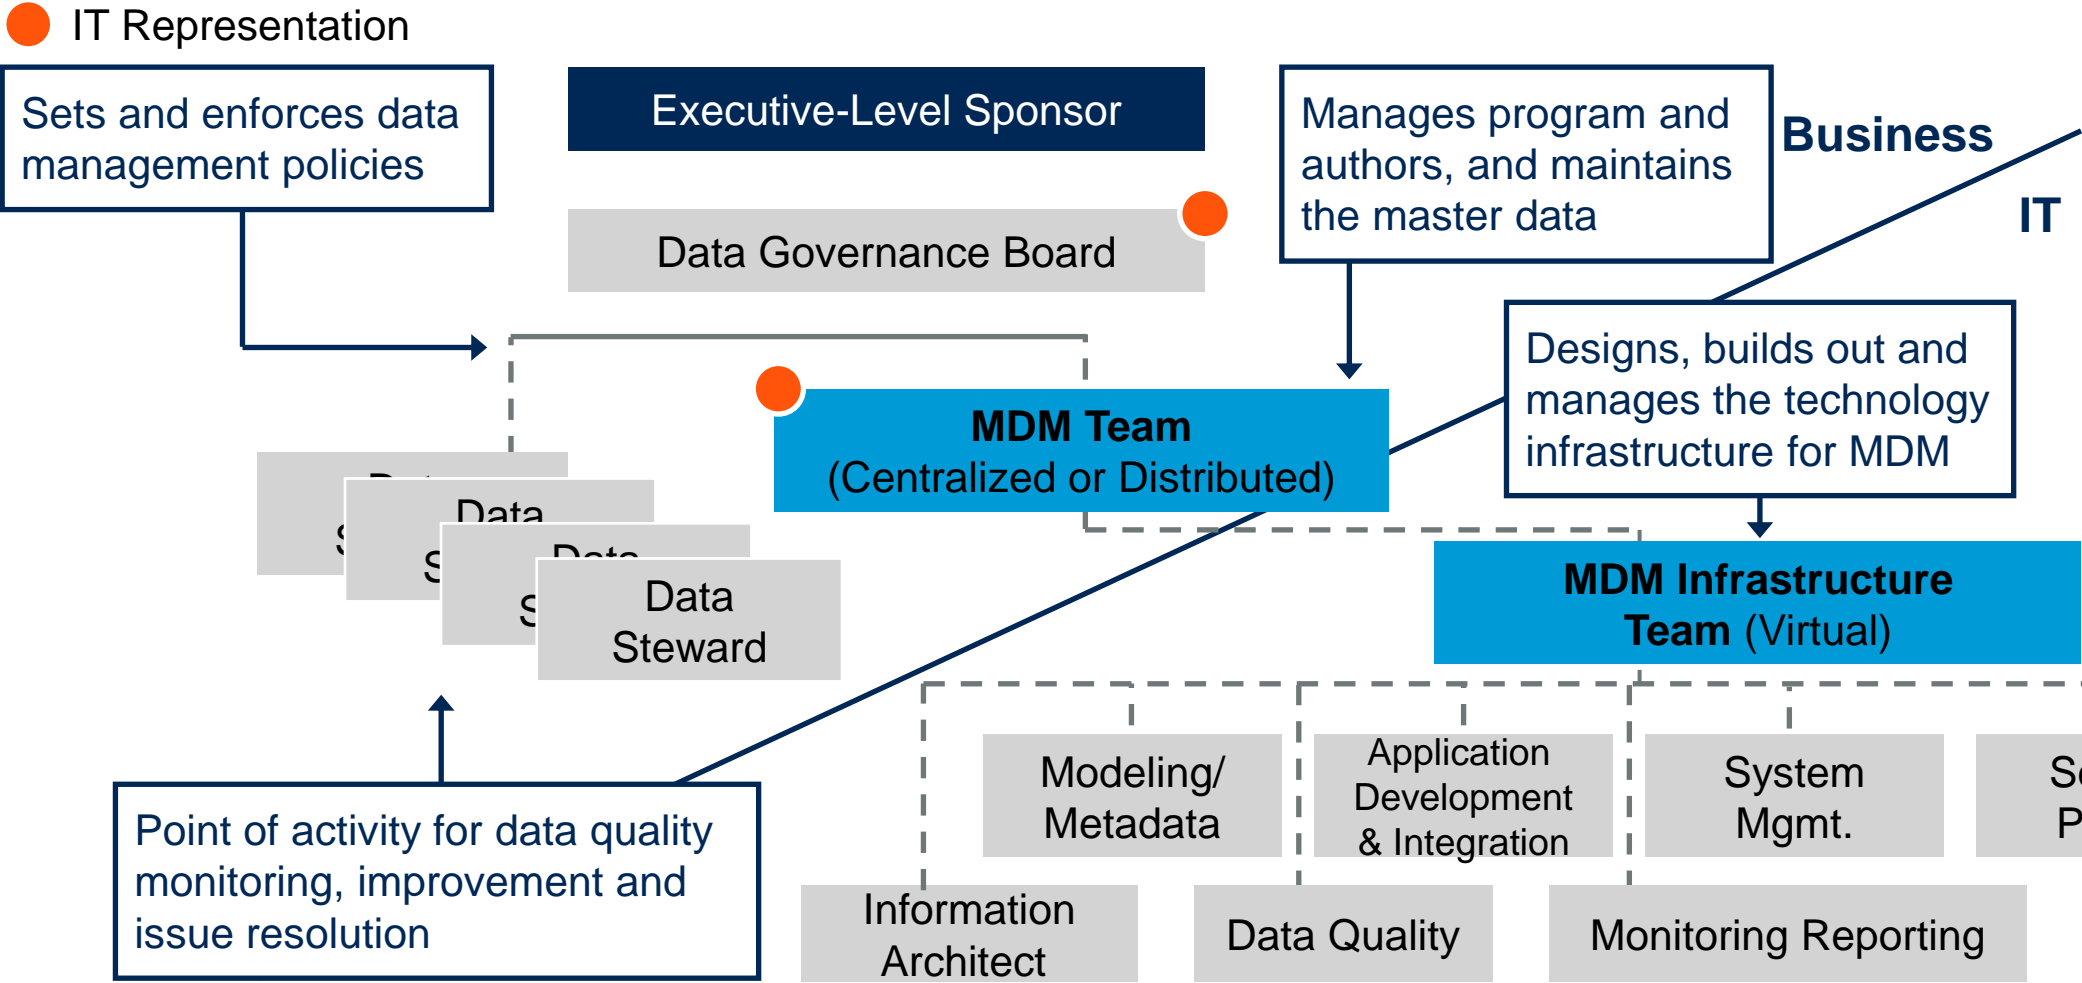 IT Representation
Sets and enforces data
management policies
Executive-Level Sponsor
Manages program and
authors, and maintains
the master data
Business
IT
Data Governance Board
Designs, builds out and
manages the technology
infrastructure for MDM
MDM Team
(Centralized or Distributed)
Data
Data
Data
Data
Steward
MDM Infrastructure
Team (Virtual)
Modeling/
Metadata
Application
Development
& Integration
System
Mgmt.
Point of activity for data quality
monitoring, improvement and
issue resolution
Information
Architect
Data Quality
Monitoring Reporting